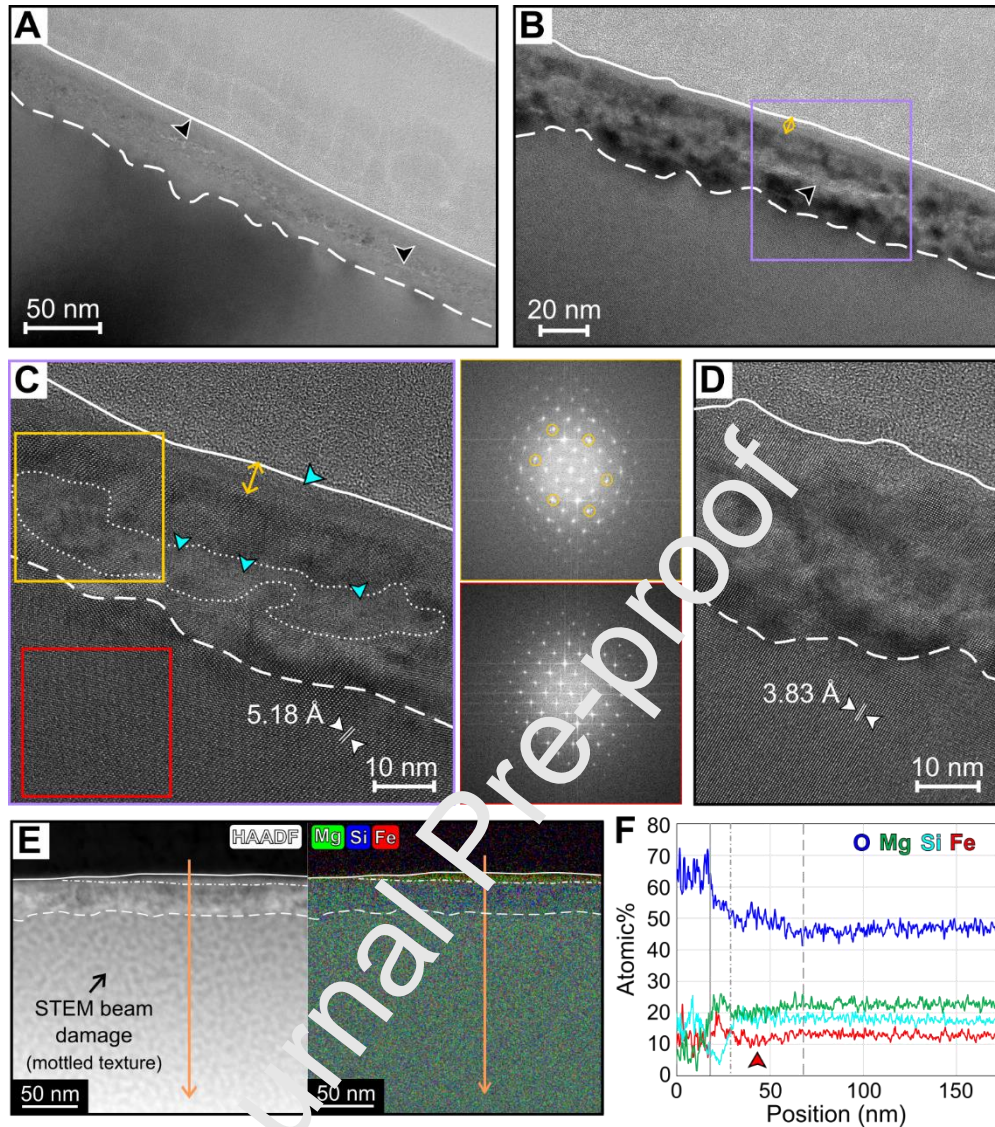 A
50 nm
B
20 nm
C
5.18 Å
10 nm
D
3.83 Å
10 nm
E
HAADF
Mg Si Fe
STEM beam
damage
(mottled texture)
50 nm
50 nm
F
O Mg Si Fe
Atomic%
80
70
60
50
40
30
20
10
0
0 50 100 150
Position (nm)
urnal Pre-proof